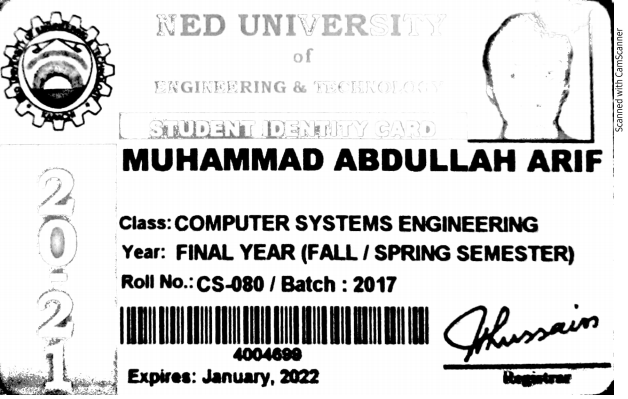 NED UNIVERSITY
of
ENGINEERING & TECHNOLOGY
STUDENT IDENTITY CARD
MUHAMMAD ABDULLAH ARIF
Class: COMPUTER SYSTEMS ENGINEERING
Year: FINAL YEAR (FALL / SPRING SEMESTER)
Roll No.: CS-080 / Batch : 2017
4004699
Expires: January, 2022
Hussain
Registrar
2021
Scanned with CamScanner